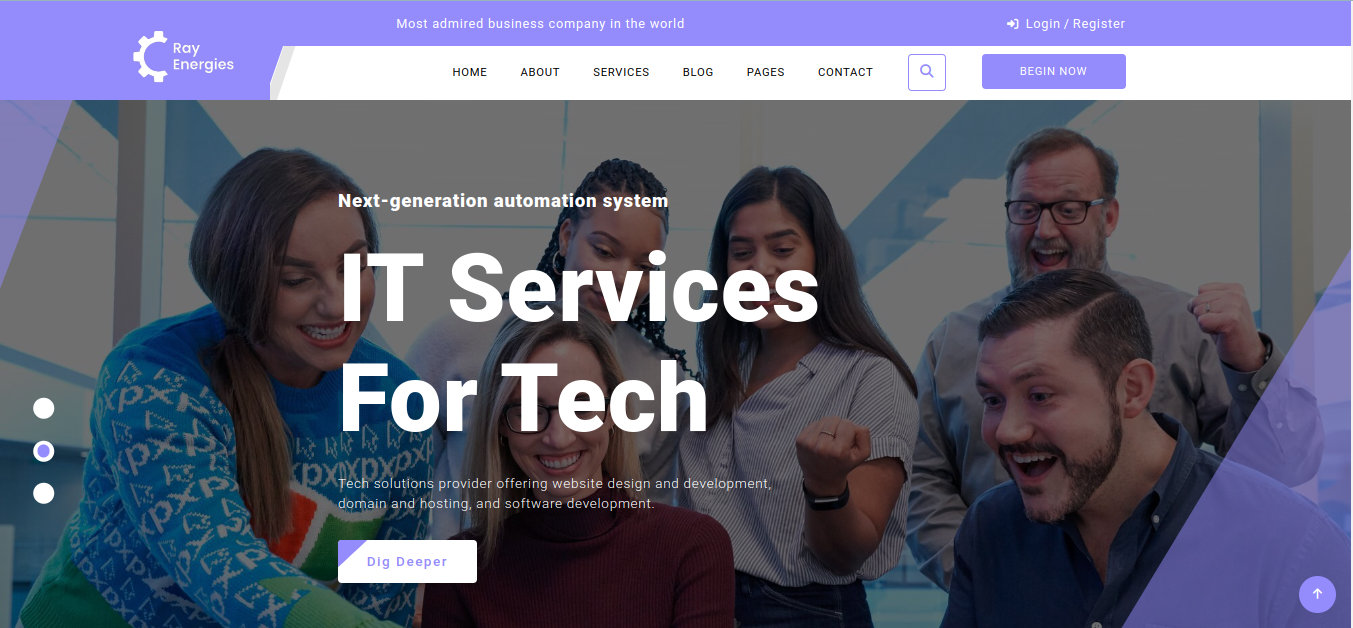 Most admired business company in the world
Login / Register
Ray
Energies
HOME
ABOUT
SERVICES
BLOG
PAGES
CONTACT
BEGIN NOW
Next-generation automation system
IT Services
For Tech
Tech solutions provider offering website design and development,
domain and hosting, and software development.
Dig Deeper